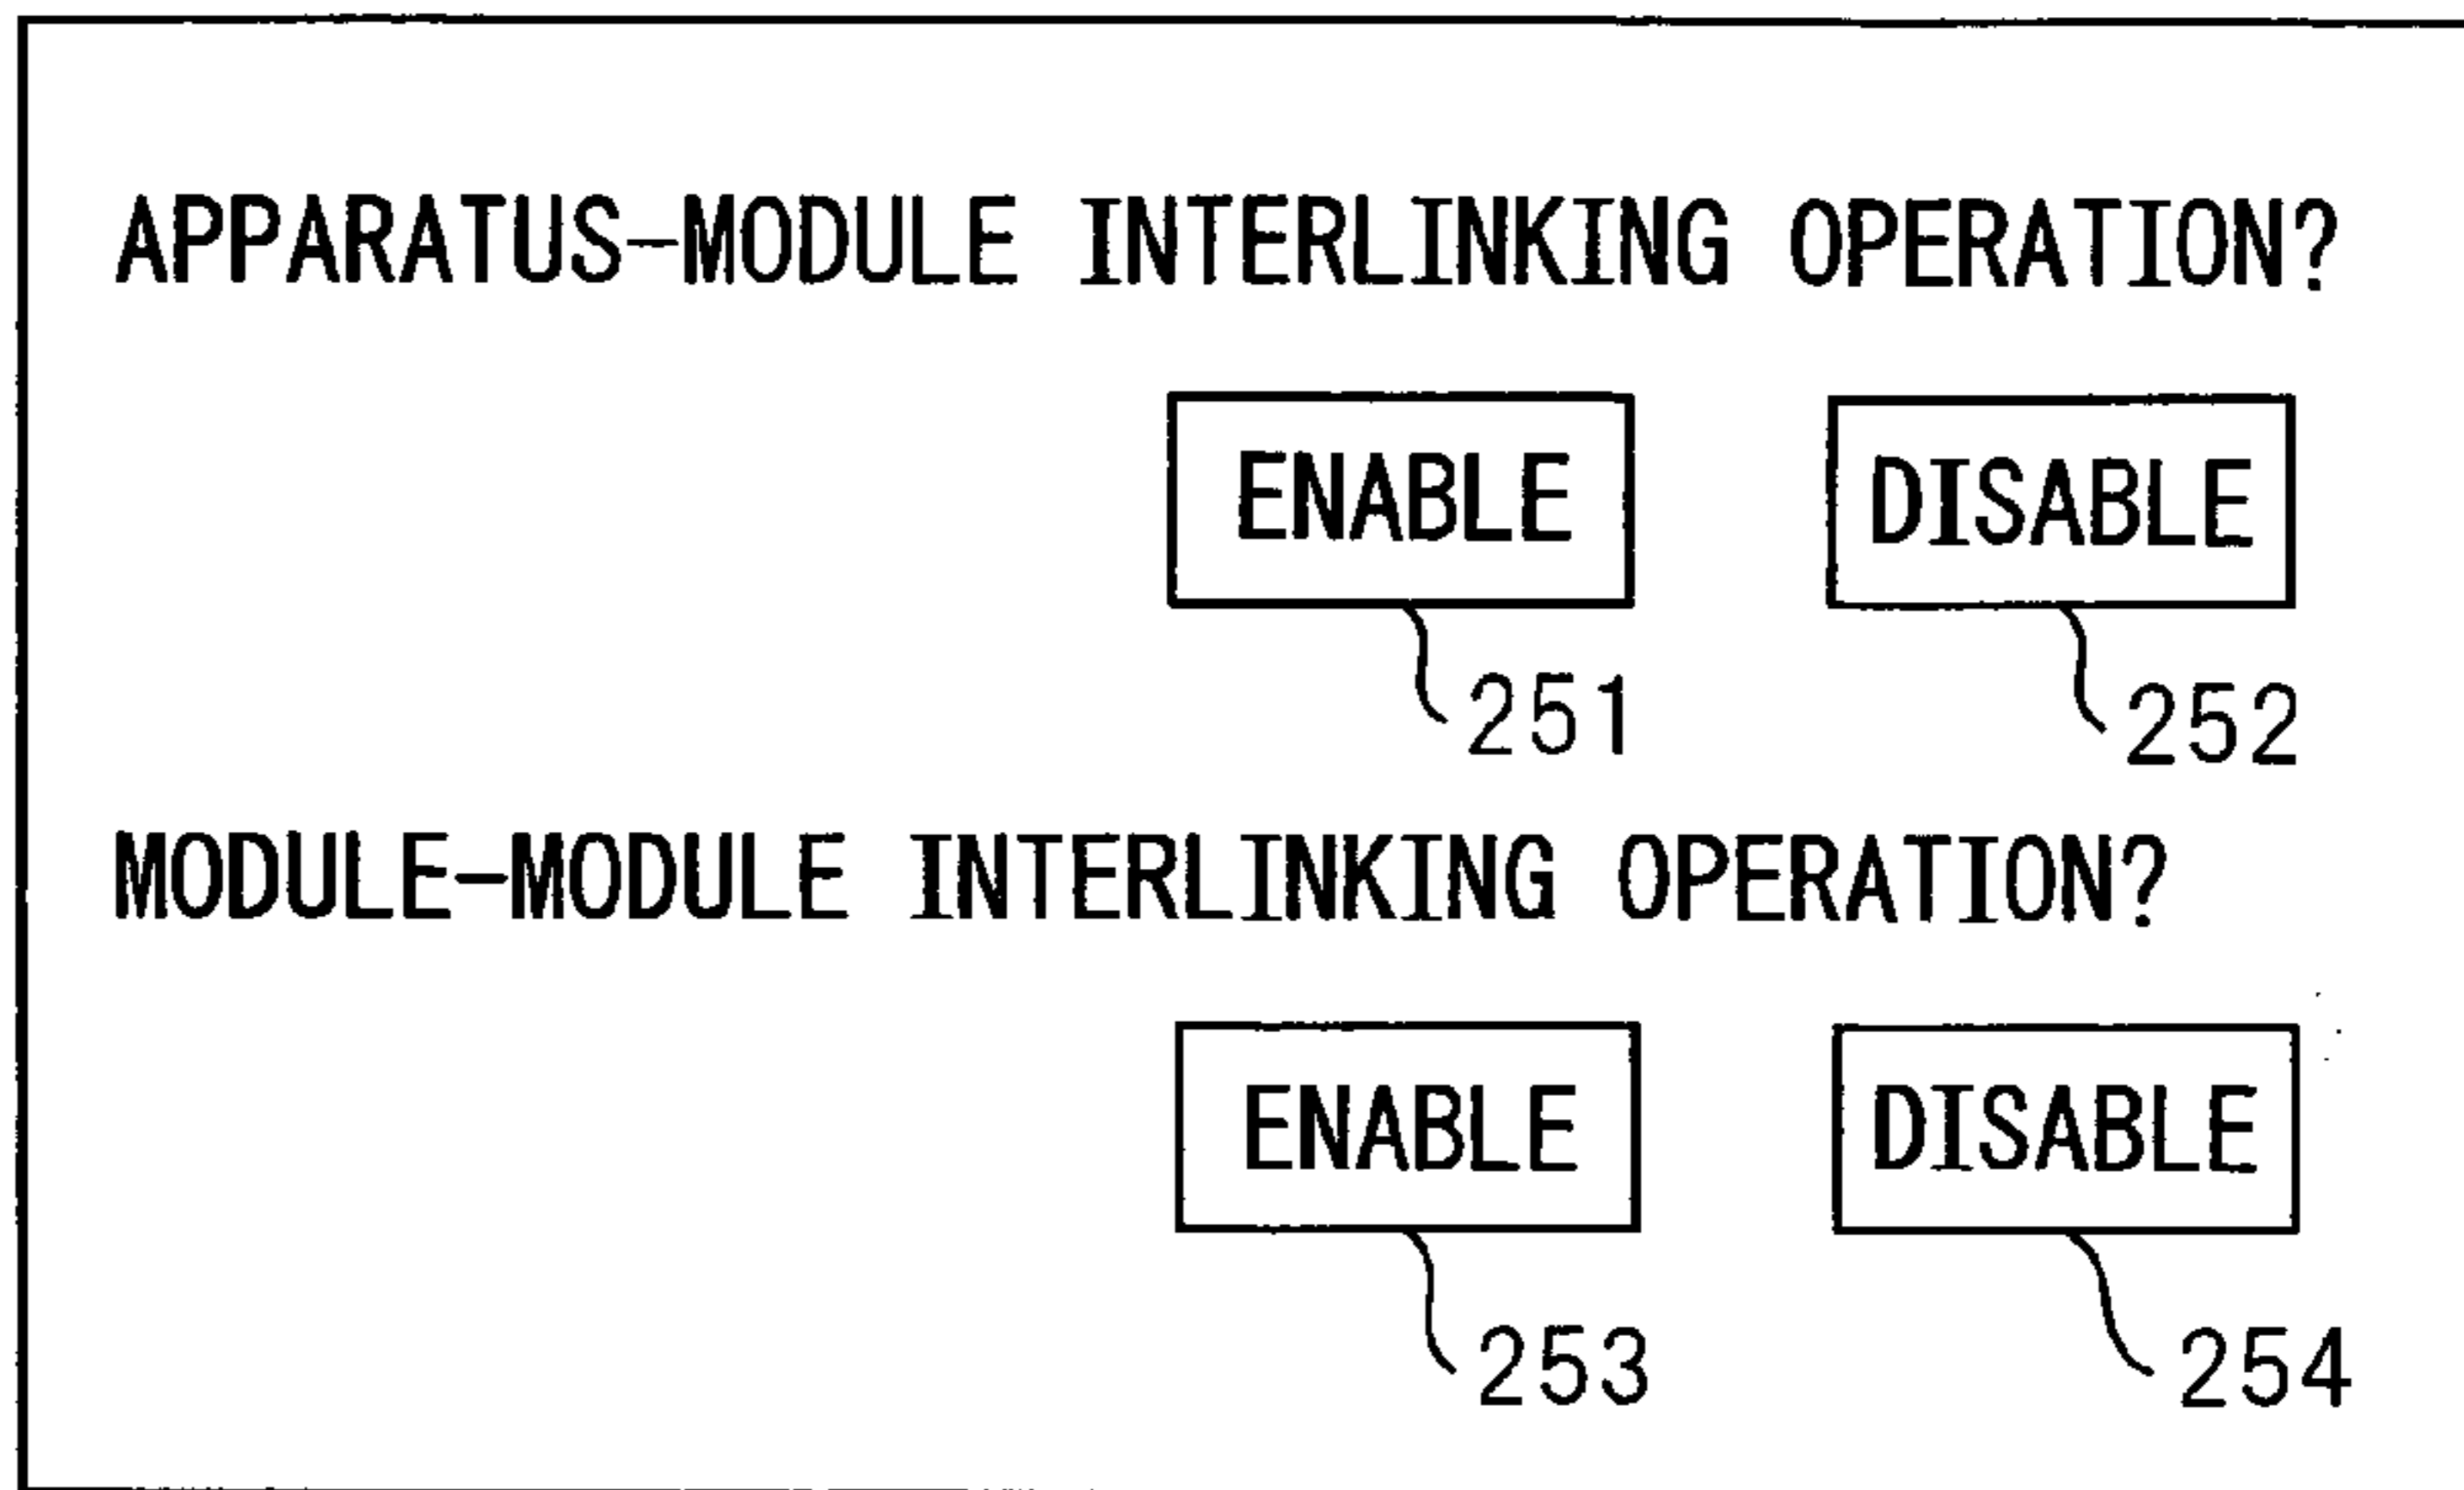 APPARATUS-MODULE INTERLINKING OPERATION?
ENABLE DISABLE
251 252
MODULE-MODULE INTERLINKING OPERATION?
ENABLE DISABLE
253 254